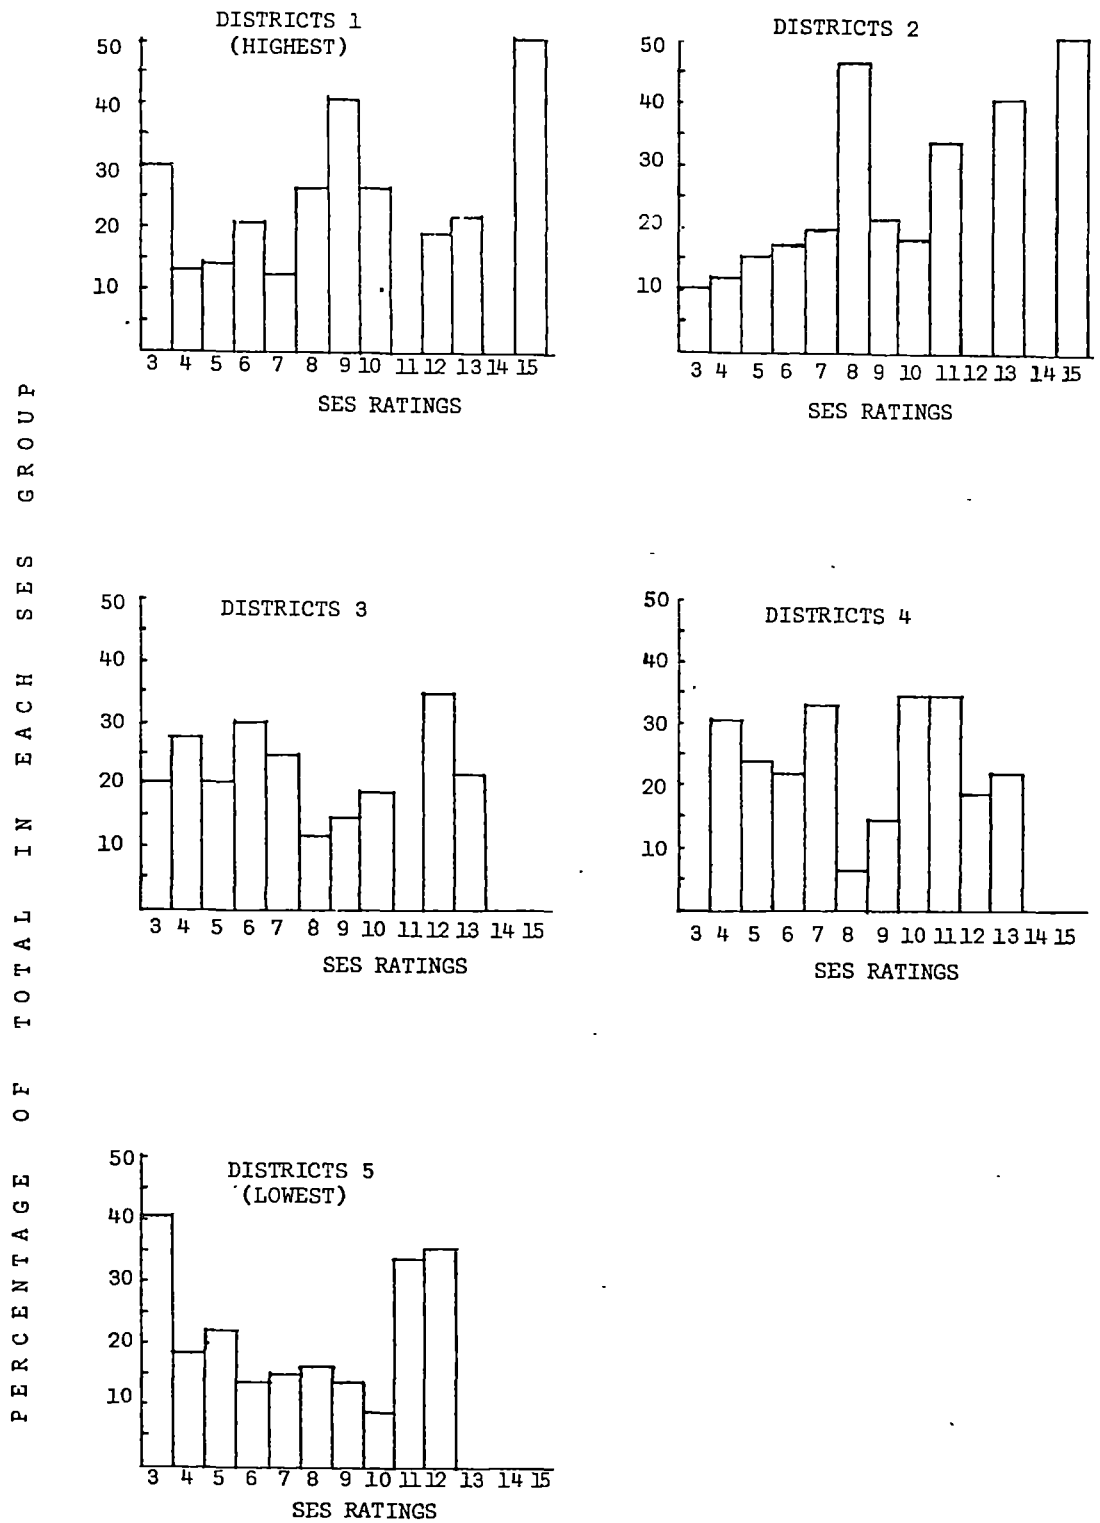 PERCENTAGE OF TOTAL IN EACH SES GROUP
DISTRICTS 1
(HIGHEST)
50
40
30
20
10
3 4 5 6 7 8 9 10 11 12 13 14 15
SES RATINGS
DISTRICTS 2
50
40
30
20
10
3 4 5 6 7 8 9 10 11 12 13 14 15
SES RATINGS
DISTRICTS 3
50
40
30
20
10
3 4 5 6 7 8 9 10 11 12 13 14 15
SES RATINGS
DISTRICTS 4
50
40
30
20
10
3 4 5 6 7 8 9 10 11 12 13 14 15
SES RATINGS
DISTRICTS 5
(LOWEST)
50
40
30
20
10
3 4 5 6 7 8 9 10 11 12 13 14 15
SES RATINGS